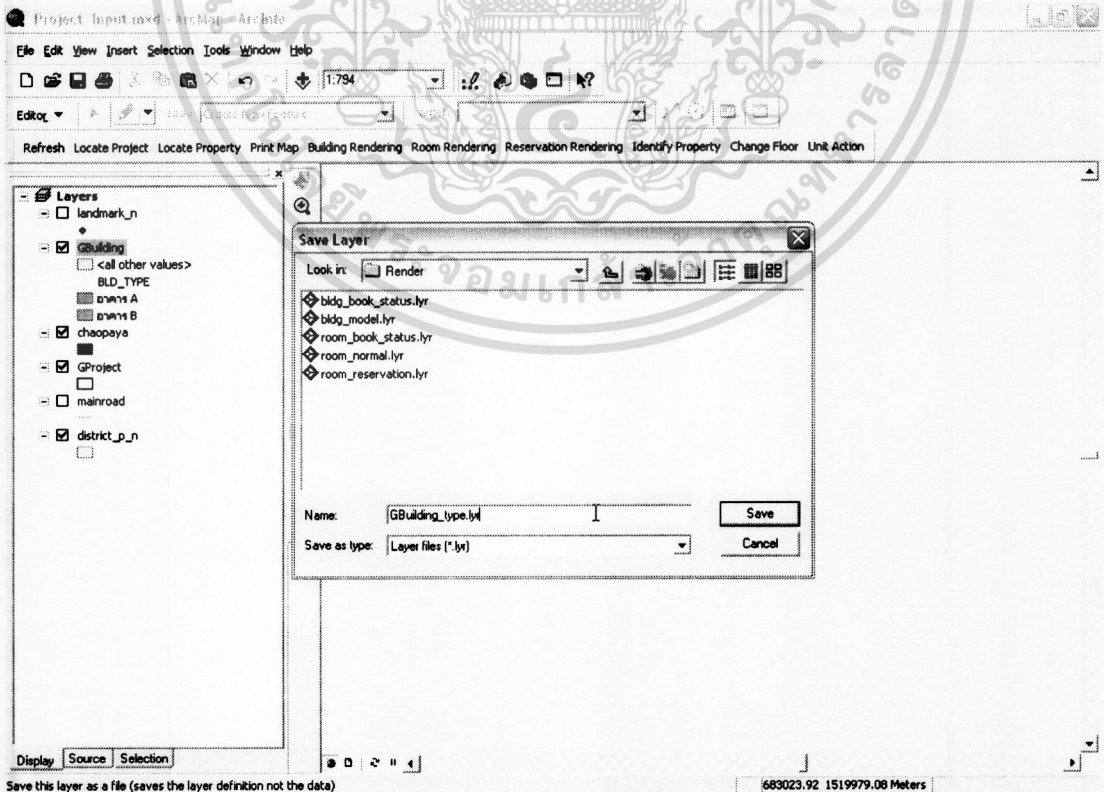 Project_Input.mxd - ArcMap - ArcInfo
File Edit View Insert Selection Tools Window Help
1:794
Editor
Refresh Locate Project Locate Property Print Map Building Rendering Room Rendering Reservation Rendering Identify Property Change Floor Unit Action
Layers
landmark_n
GBuilding
<all other values>
BLD_TYPE
อาคาร A
อาคาร B
chaopaya
GProject
mainroad
district_p_n
Save Layer
Look in: Render
bldg_book_status.lyr
bldg_model.lyr
room_book_status.lyr
room_normal.lyr
room_reservation.lyr
Name: GBuilding_type.lyr
Save
Save as type: Layer files (*.lyr)
Cancel
Display Source Selection
Save this layer as a file (saves the layer definition not the data)
683023.92 1519979.08 Meters